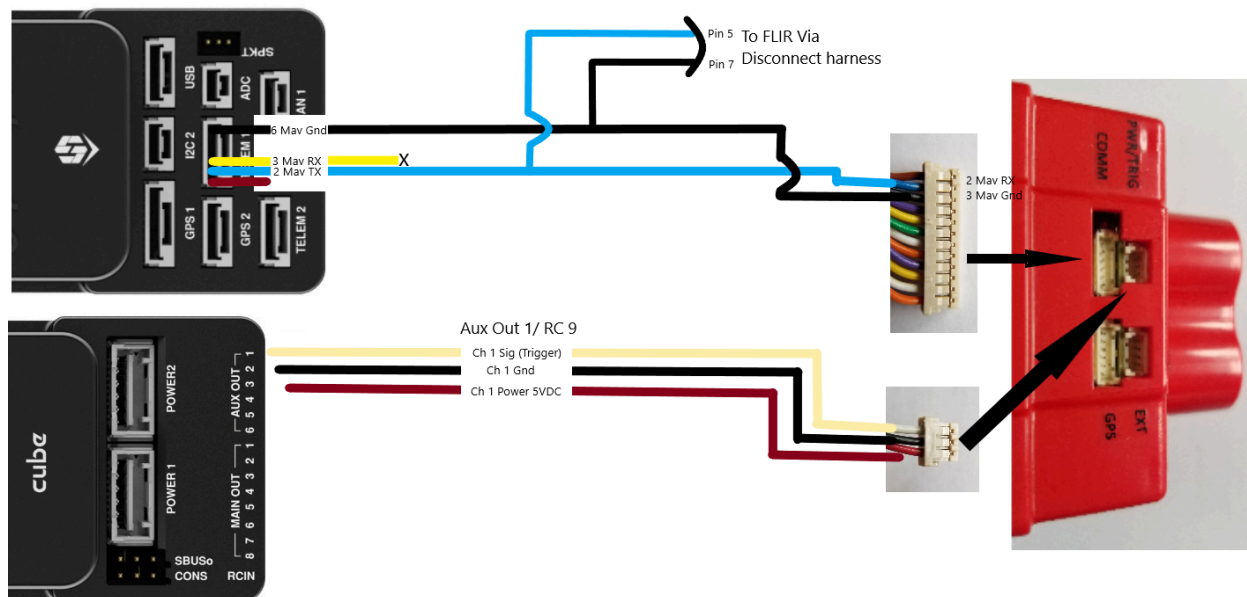 SPKT
USB
ADC
AN 1
I2C 2
EM 1
GPS 1
GPS 2
TELEM 2
6 Mav Gnd
3 Mav RX
X
2 Mav TX
Pin 5
Pin 7
To FLIR Via
Disconnect harness
2 Mav RX
3 Mav Gnd
PWR/TRIG
COMM
EXT
GPS
Aux Out 1/ RC 9
Ch 1 Sig (Trigger)
Ch 1 Gnd
Ch 1 Power 5VDC
cube
POWER2
POWER 1
AUX OUT
1
2
3
4
5
6
MAIN OUT
1
2
3
4
5
6
7
8
SBUSo
CONS
RCIN